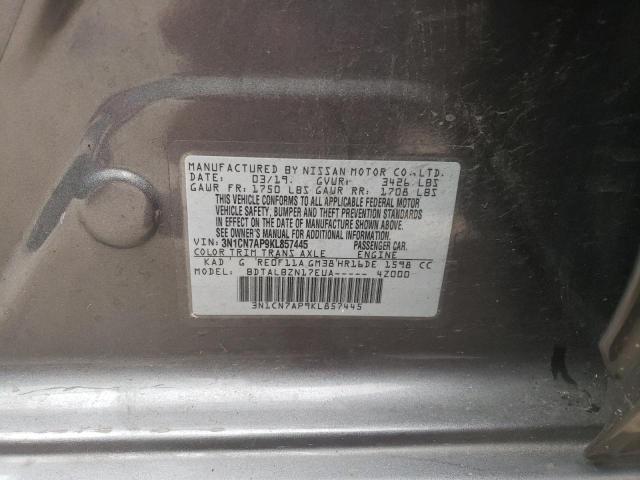 MANUFACTURED BY NISSAN MOTOR CO., LTD.
DATE: 03/19. GVWR: 3426 LBS
GAWR FR: 1750 LBS GAWR RR: 1708 LBS
THIS VEHICLE CONFORMS TO ALL APPLICABLE FEDERAL MOTOR
VEHICLE SAFETY, BUMPER AND THEFT PREVENTION STANDARDS
IN EFFECT ON THE DATE OF MANUFACTURE SHOWN ABOVE.
SEE OWNER'S MANUAL FOR ADDITIONAL INFORMATION.
VIN: 3N1CN7AP9KL857445 PASSENGER CAR.
COLOR TRIM TRANS AXLE ENGINE
KAD G RE0F11A GM38 HR16DE 1598 CC
MODEL: BDTALBZN17EUA----- 4Z000
3N1CN7AP9KL857445